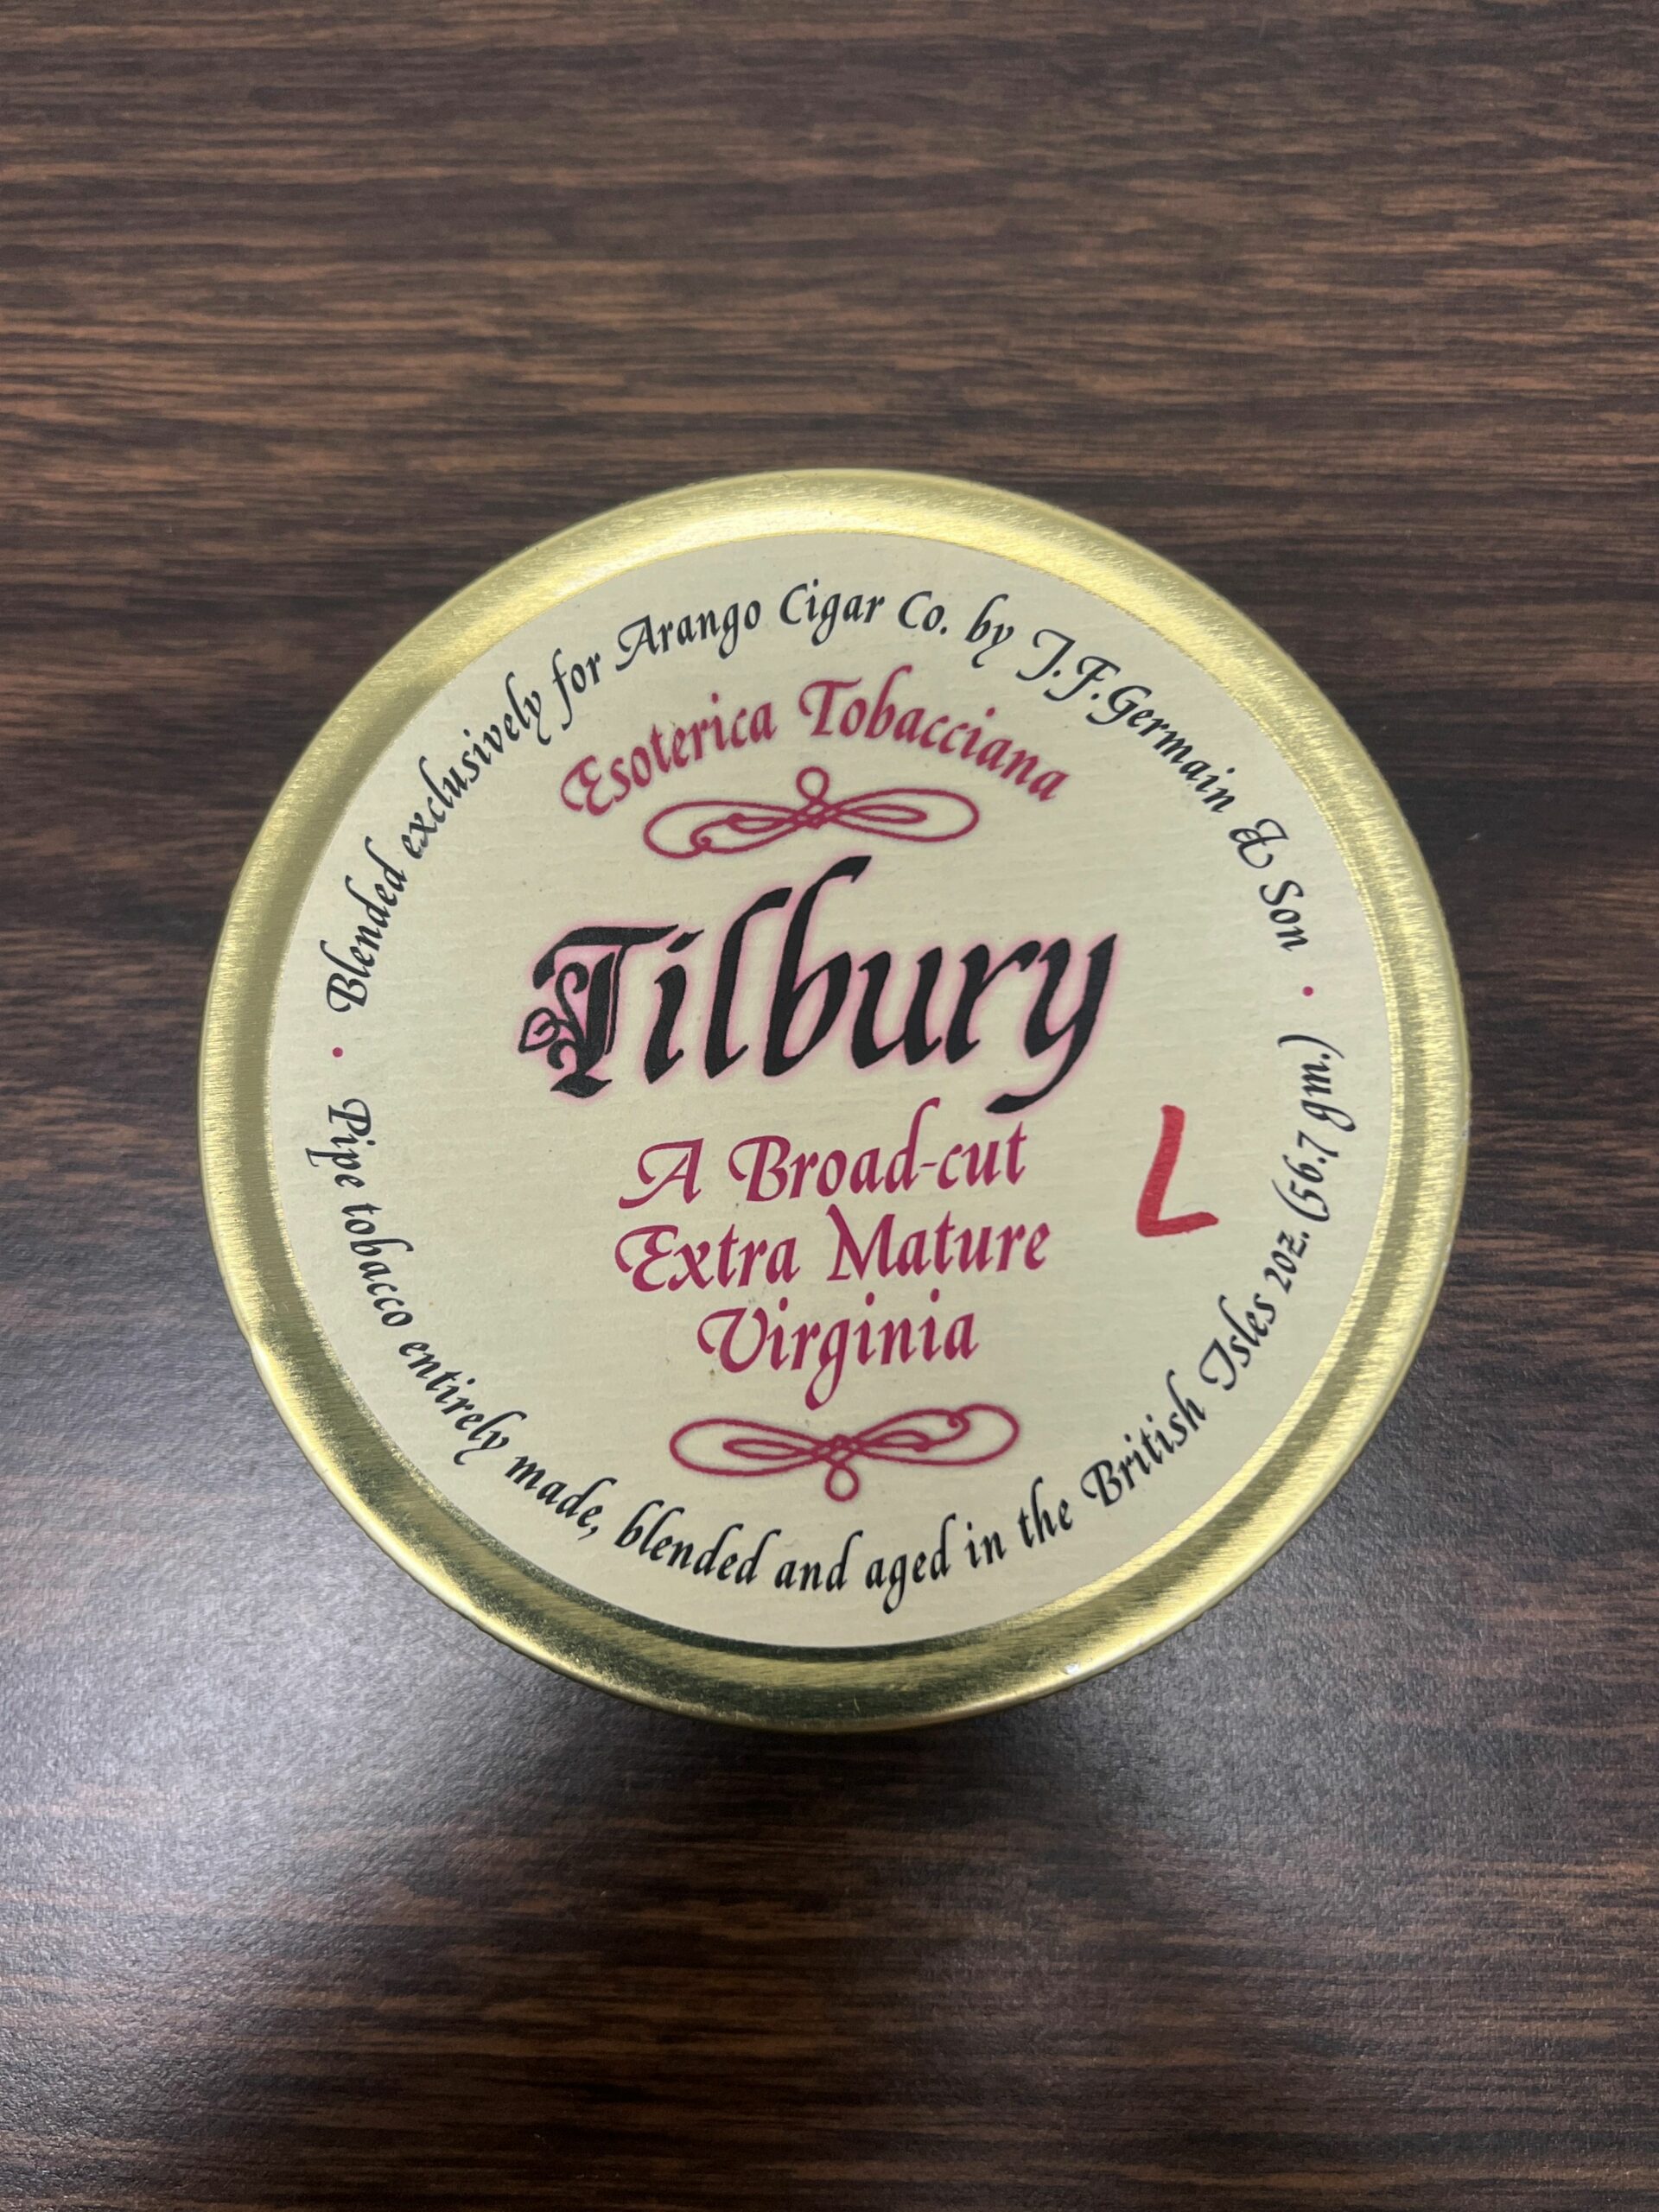 Blended exclusively for Arango Cigar Co. by J.F. Germain & Son
Esoterica Tobacciana
Tilbury
A Broad-cut
Extra Mature
Virginia
L
Pipe tobacco entirely made, blended and aged in the British Isles 2oz. (56.7 gm.)